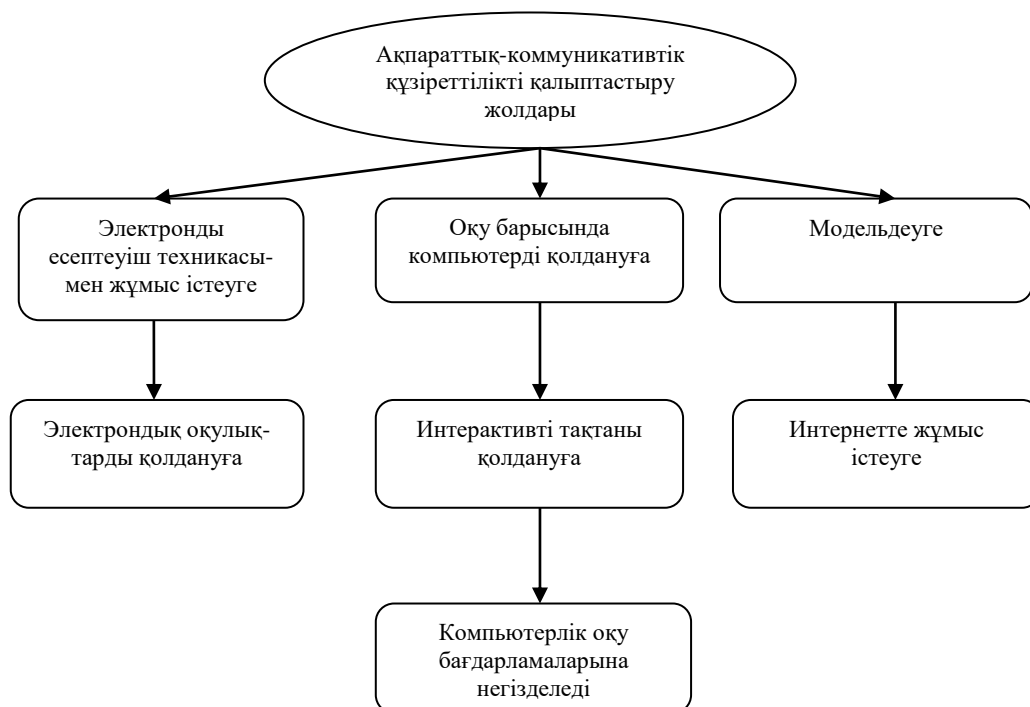 Ақпараттық-коммуникативтік
құзіреттілікті қалыптастыру
жолдары
Электронды
есептеуіш техникасы-
мен жұмыс істеуге
Оқу барысында
компьютерді қолдануға
Модельдеуге
Электрондық оқулық-
тарды қолдануға
Интерактивті тақтаны
қолдануға
Интернетте жұмыс
істеуге
Компьютерлік оқу
бағдарламаларына
негізделеді